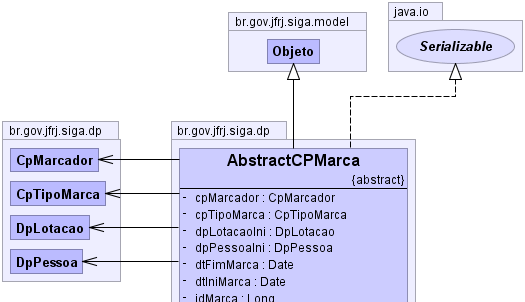 br.gov.jfrj.siga.model
Objeto
java.io
Serializable
br.gov.jfrj.siga.dp
CpMarcador
CpTipoMarca
DpLotacao
DpPessoa
br.gov.jfrj.siga.dp
AbstractCPMarca
{abstract}
- cpMarcador : CpMarcador
- cpTipoMarca : CpTipoMarca
- dpLotacaoIni : DpLotacao
- dpPessoaIni : DpPessoa
- dtFimMarca : Date
- dtIniMarca : Date
- idMarca : Long